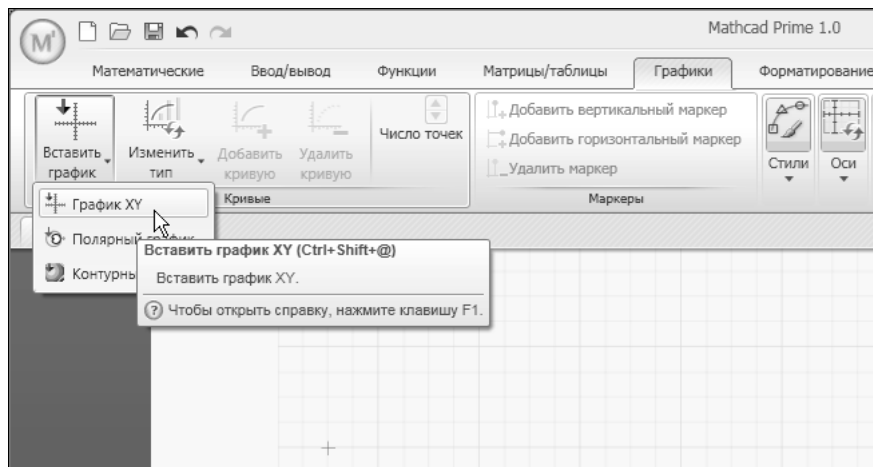 Mathcad Prime 1.0
Математические Ввод/вывод Функции Матрицы/таблицы Графики Форматирование
Вставить график
Изменить тип
Добавить кривую
Удалить кривую
Число точек
Добавить вертикальный маркер
Добавить горизонтальный маркер
Удалить маркер
Стили
Оси
Кривые
Маркеры
График XY
Полярный график
Контурны
Вставить график XY (Ctrl+Shift+@)
Вставить график XY.
Чтобы открыть справку, нажмите клавишу F1.